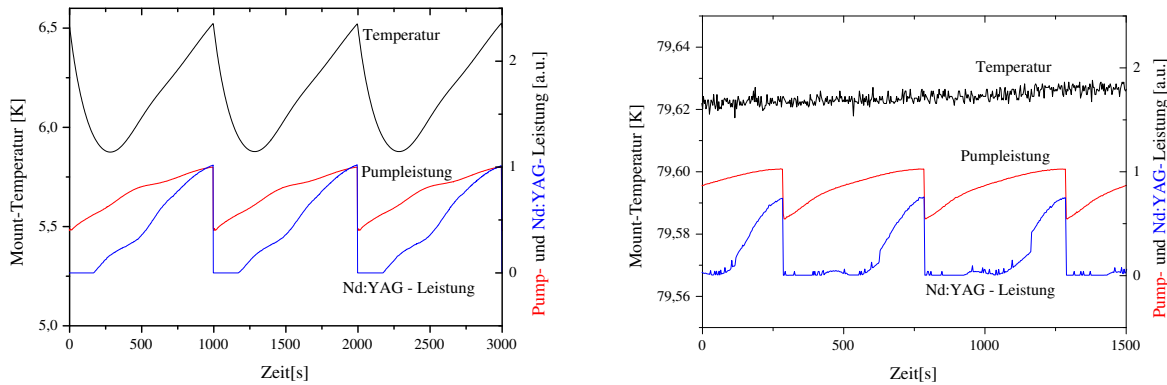 6,5
6,0
5,5
5,0
Mount-Temperatur [K]
0 500 1000 1500 2000 2500 3000
Zeit[s]
2
1
0
Pump- und Nd:YAG-Leistung [a.u.]
Temperatur
Pumpleistung
Nd:YAG - Leistung
79,64
79,62
79,60
79,58
79,56
Mount-Temperatur [K]
0 500 1000 1500
Zeit[s]
2
1
0
Pump- und Nd:YAG-Leistung [a.u.]
Temperatur
Pumpleistung
Nd:YAG - Leistung